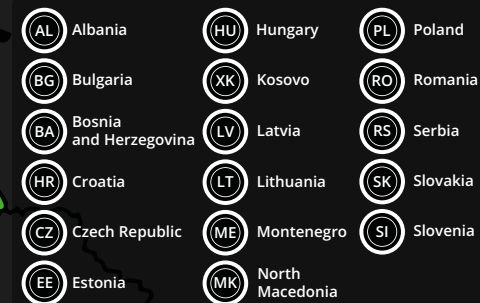 AL Albania
BG Bulgaria
BA Bosnia
and Herzegovina
HR Croatia
CZ Czech Republic
EE Estonia
HU Hungary
XK Kosovo
LV Latvia
LT Lithuania
ME Montenegro
MK North
Macedonia
PL Poland
RO Romania
RS Serbia
SK Slovakia
SI Slovenia